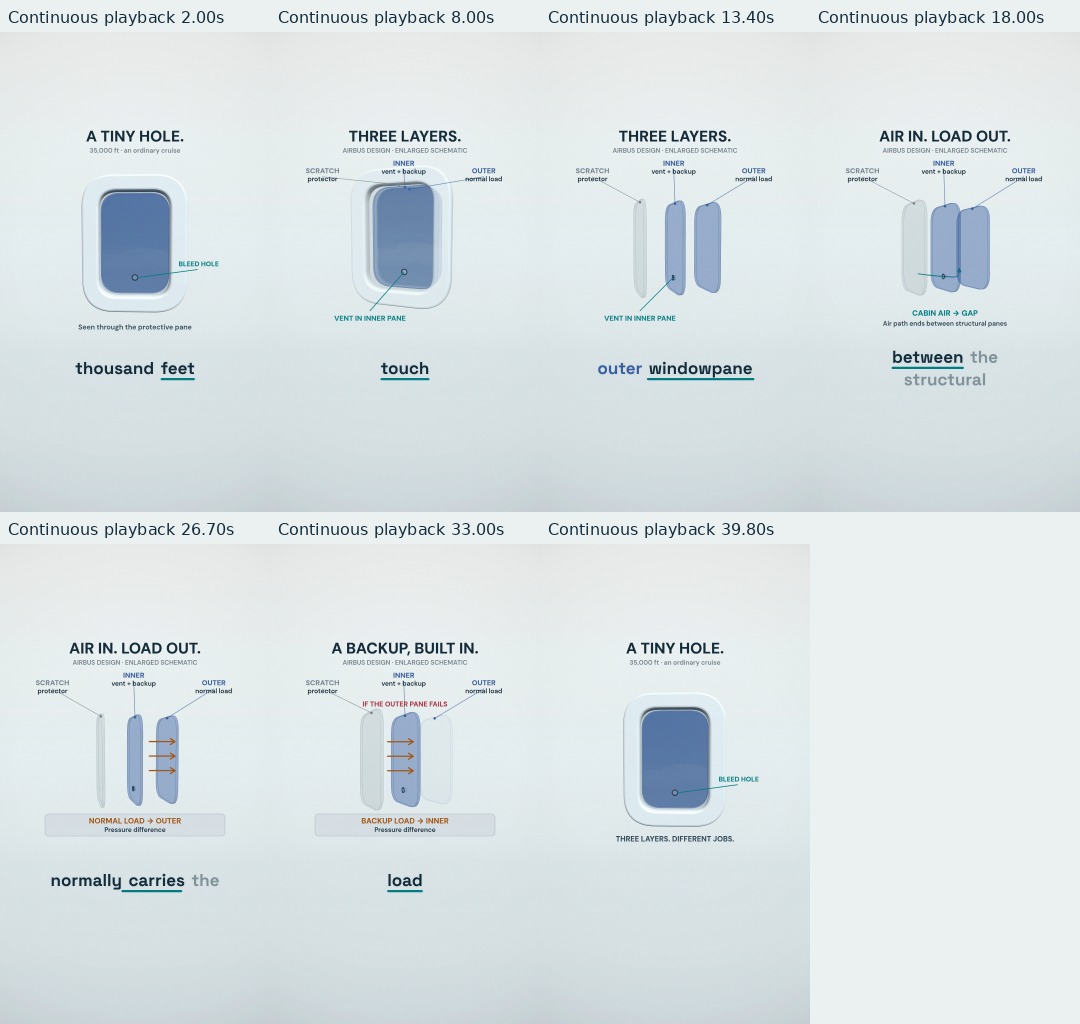 Continuous playback 2.00s
A TINY HOLE.
35,000 ft · an ordinary cruise
BLEED HOLE
Seen through the protective pane
thousand feet
Continuous playback 8.00s
THREE LAYERS.
AIRBUS DESIGN · ENLARGED SCHEMATIC
INNER
vent + backup
SCRATCH
protector
OUTER
normal load
VENT IN INNER PANE
touch
Continuous playback 13.40s
THREE LAYERS.
AIRBUS DESIGN · ENLARGED SCHEMATIC
INNER
vent + backup
SCRATCH
protector
OUTER
normal load
VENT IN INNER PANE
outer windowpane
Continuous playback 18.00s
AIR IN. LOAD OUT.
AIRBUS DESIGN · ENLARGED SCHEMATIC
INNER
vent + backup
SCRATCH
protector
OUTER
normal load
CABIN AIR → GAP
Air path ends between structural panes
between the
structural
Continuous playback 26.70s
AIR IN. LOAD OUT.
AIRBUS DESIGN · ENLARGED SCHEMATIC
INNER
vent + backup
SCRATCH
protector
OUTER
normal load
NORMAL LOAD → OUTER
Pressure difference
normally carries the
Continuous playback 33.00s
A BACKUP, BUILT IN.
AIRBUS DESIGN · ENLARGED SCHEMATIC
INNER
vent + backup
SCRATCH
protector
OUTER
normal load
IF THE OUTER PANE FAILS
BACKUP LOAD → INNER
Pressure difference
load
Continuous playback 39.80s
A TINY HOLE.
35,000 ft · an ordinary cruise
BLEED HOLE
THREE LAYERS. DIFFERENT JOBS.